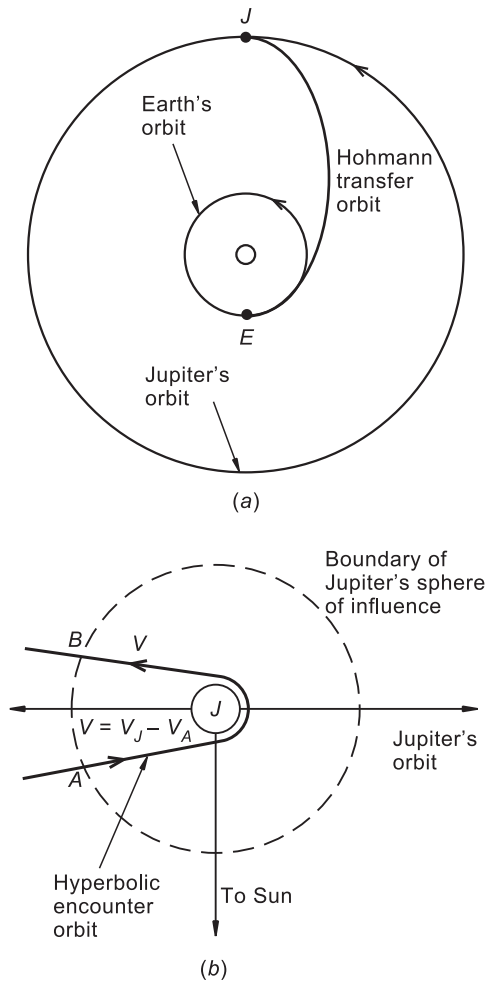 J
Earth's
orbit
Hohmann
transfer
orbit
E
Jupiter's
orbit
(a)
Boundary of
Jupiter's sphere
of influence
B
V
J
V = V_J – V_A
Jupiter's
orbit
A
Hyperbolic
encounter
orbit
To Sun
(b)